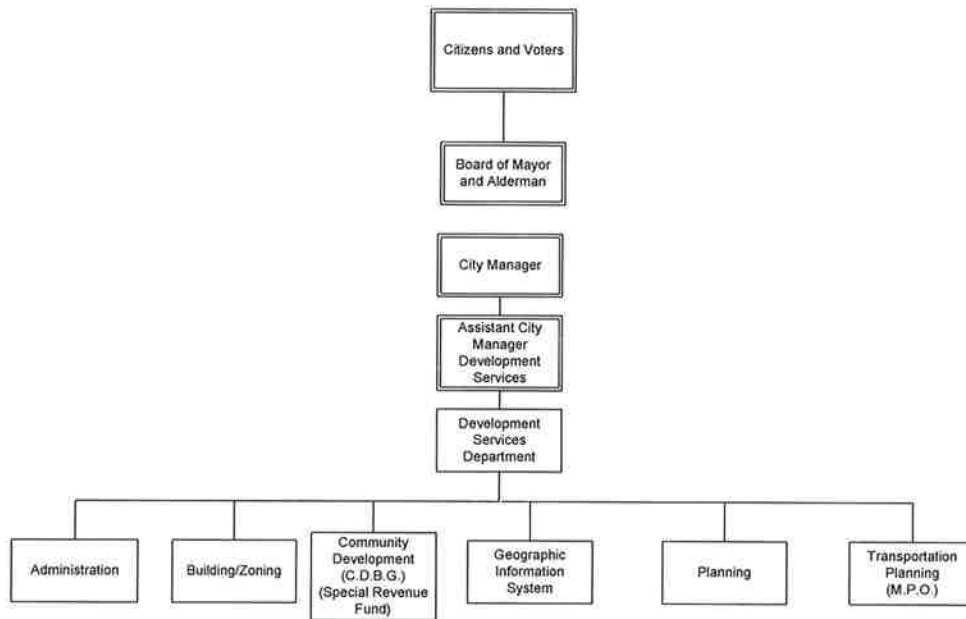 Citizens and Voters
Board of Mayor
and Alderman
City Manager
Assistant City
Manager
Development
Services
Development
Services
Department
Administration
Building/Zoning
Community
Development
(C.D.B.G.)
(Special Revenue
Fund)
Geographic
Information
System
Planning
Transportation
Planning
(M.P.O.)